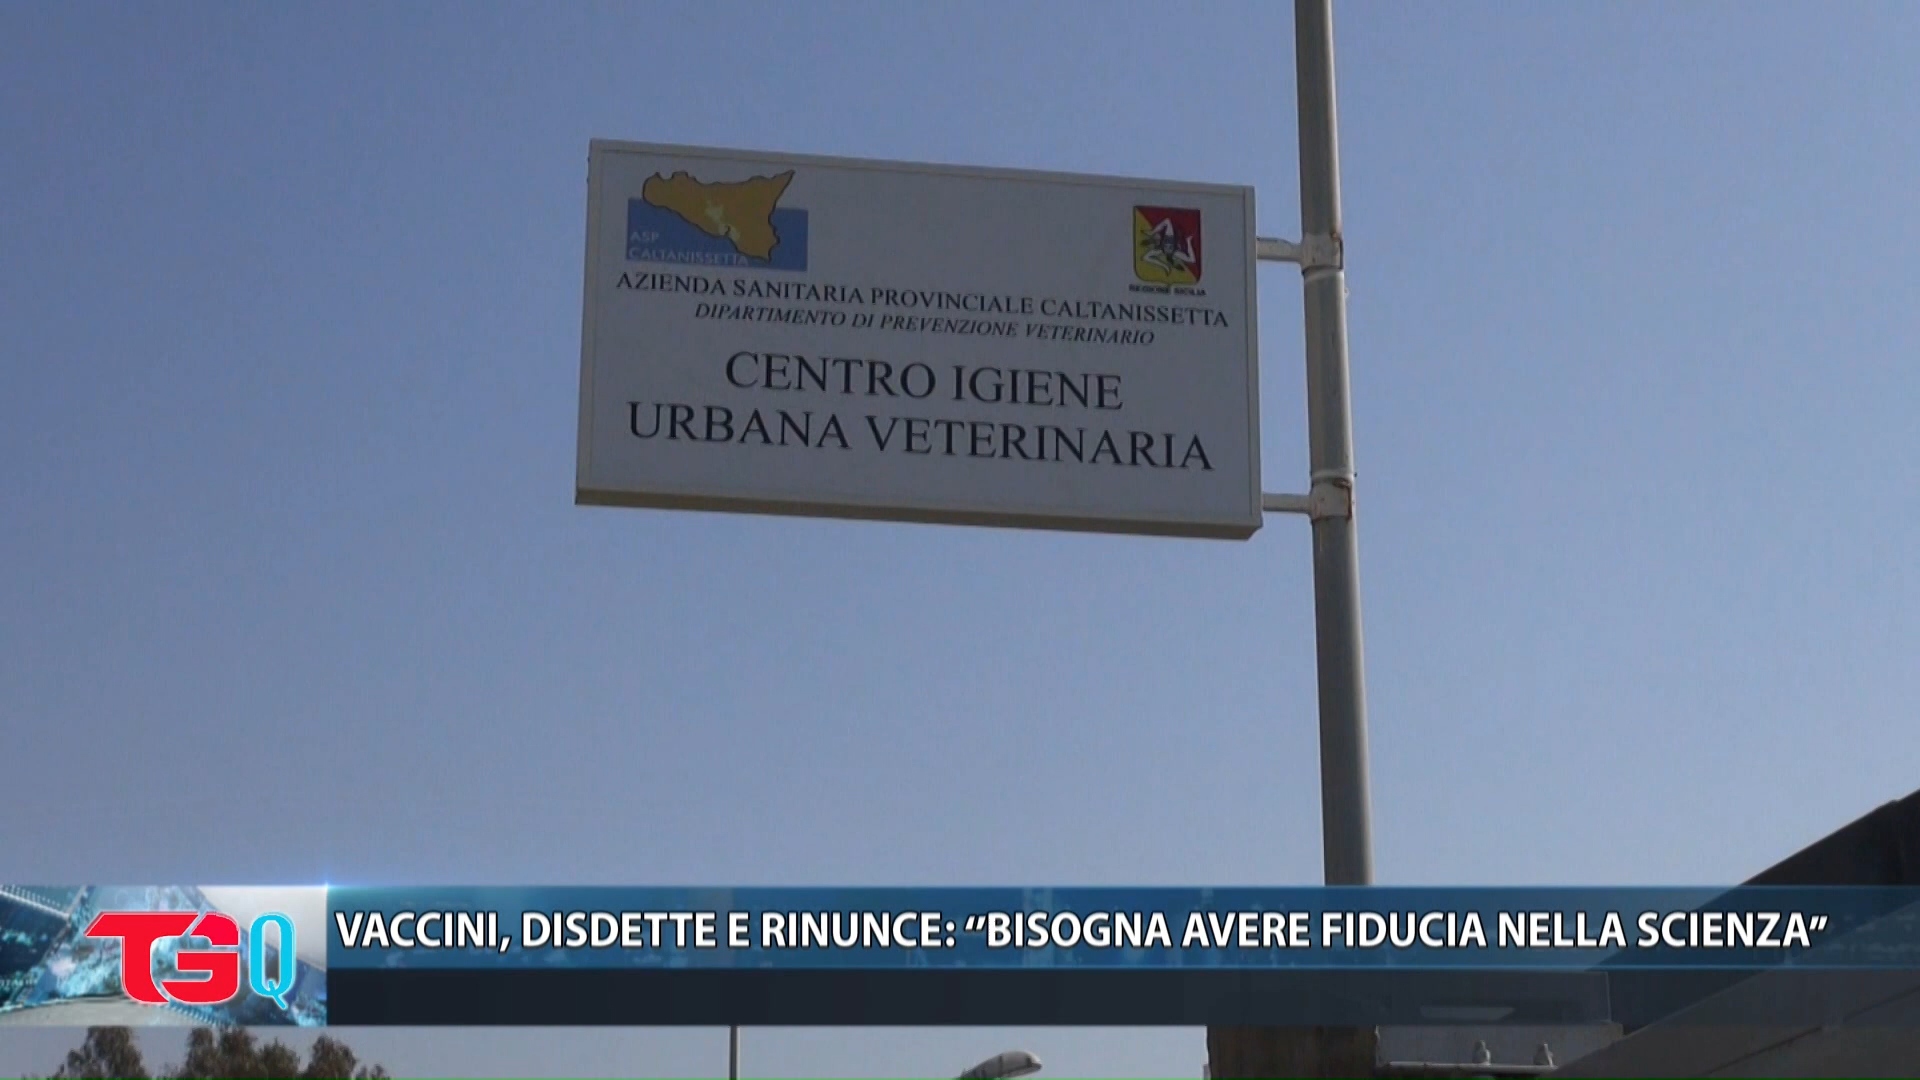 ASP
CALTANISSETTA
REGIONE SICILIA
AZIENDA SANITARIA PROVINCIALE CALTANISSETTA
DIPARTIMENTO DI PREVENZIONE VETERINARIO
CENTRO IGIENE
URBANA VETERINARIA
TGQ
VACCINI, DISDETTE E RINUNCE: “BISOGNA AVERE FIDUCIA NELLA SCIENZA”